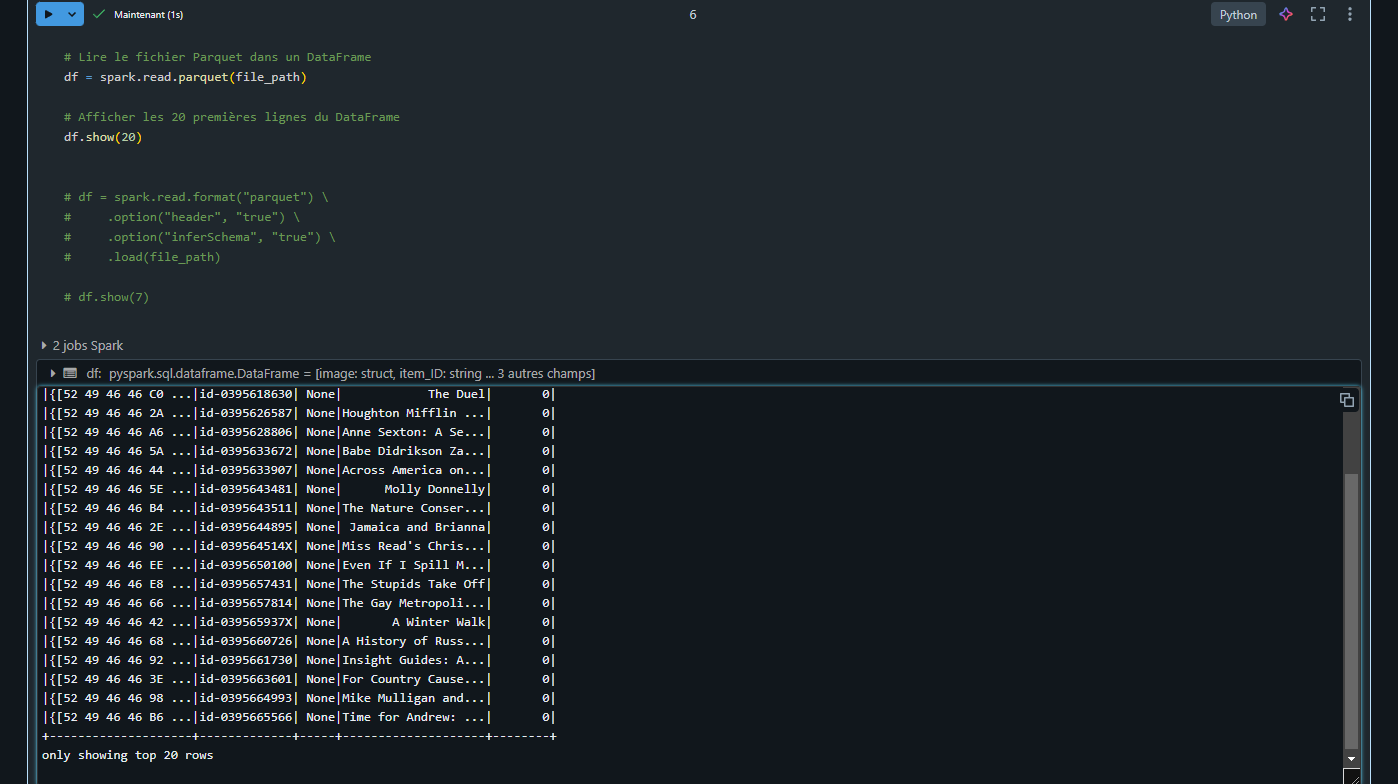 Maintenant (1s)
6
Python
# Lire le fichier Parquet dans un DataFrame
df = spark.read.parquet(file_path)
# Afficher les 20 premières lignes du DataFrame
df.show(20)
# df = spark.read.format("parquet") \
#     .option("header", "true") \
#     .option("inferSchema", "true") \
#     .load(file_path)
# df.show(7)
2 jobs Spark
df: pyspark.sql.dataframe.DataFrame = [image: struct, item_ID: string ... 3 autres champs]
|{[52 49 46 46 C0 ...|id-0395618630| None|            The Duel|       0|
|{[52 49 46 46 2A ...|id-0395626587| None|Houghton Mifflin ...|       0|
|{[52 49 46 46 A6 ...|id-0395628806| None|Anne Sexton: A Se...|       0|
|{[52 49 46 46 5A ...|id-0395633672| None|Babe Didrikson Za...|       0|
|{[52 49 46 46 44 ...|id-0395633907| None|Across America on...|       0|
|{[52 49 46 46 5E ...|id-0395643481| None|      Molly Donnelly|       0|
|{[52 49 46 46 B4 ...|id-0395643511| None|The Nature Conser...|       0|
|{[52 49 46 46 2E ...|id-0395644895| None| Jamaica and Brianna|       0|
|{[52 49 46 46 90 ...|id-039564514X| None|Miss Read's Chris...|       0|
|{[52 49 46 46 EE ...|id-0395650100| None|Even If I Spill M...|       0|
|{[52 49 46 46 E8 ...|id-0395657431| None|The Stupids Take Off|       0|
|{[52 49 46 46 66 ...|id-0395657814| None|The Gay Metropoli...|       0|
|{[52 49 46 46 42 ...|id-039565937X| None|       A Winter Walk|       0|
|{[52 49 46 46 68 ...|id-0395660726| None|A History of Russ...|       0|
|{[52 49 46 46 92 ...|id-0395661730| None|Insight Guides: A...|       0|
|{[52 49 46 46 3E ...|id-0395663601| None|For Country Cause...|       0|
|{[52 49 46 46 98 ...|id-0395664993| None|Mike Mulligan and...|       0|
|{[52 49 46 46 B6 ...|id-0395665566| None|Time for Andrew: ...|       0|
+--------------------+-------------+-----+--------------------+--------+
only showing top 20 rows